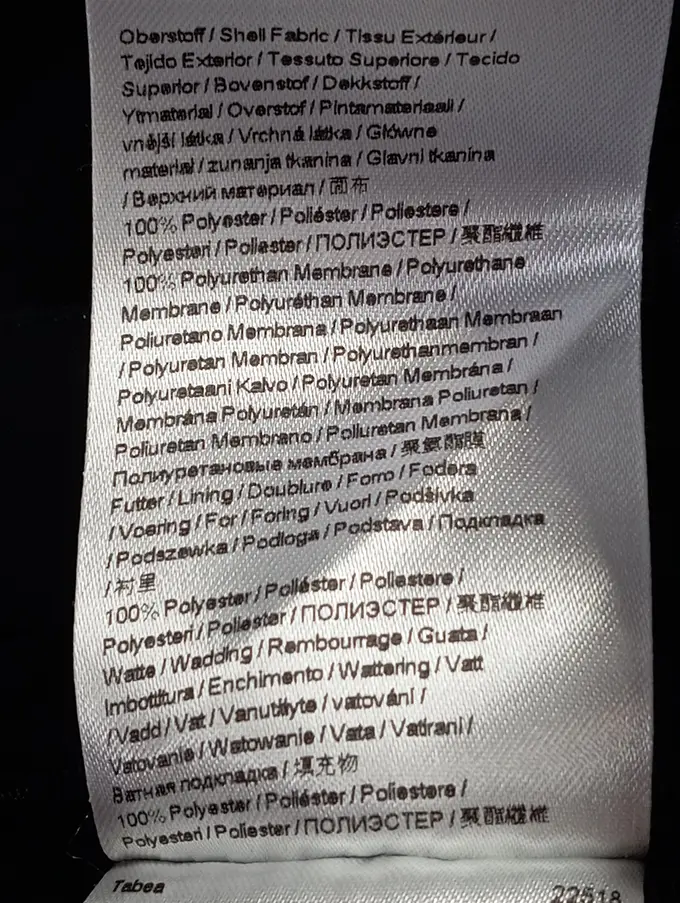 Oberstoff / Shell Fabric / Tissu Extérieur /
Tejido Exterior / Tessuto Superiore / Tecido
Superior / Bovenstof / Dekkstoff /
Ytmaterial / Overstof / Pintamateriaali /
vnější látka / Vrchná látka / Główne
materiał / zunanja tkanina / Glavni tkanina
/ Верхний материал / 面布
100% Polyester / Poliéster / Poliestere /
Polyesteri / Poliester / ПОЛИЭСТЕР / 聚酯纖維
100% Polyurethan Membrane / Polyurethane
Membrane / Polyuréthan Membrane /
Poliuretano Membrana / Polyurethaan Membraan
/ Polyuretan Membran / Polyurethanmembran /
Polyuretaani Kalvo / Polyuretan Membrána /
Membrána Polyuretán / Membrana Poliuretan /
Poliuretan Membrano / Poliuretan Membrana /
Полиуретановые мембрана / 聚氨酯膜
Futter / Lining / Doublure / Forro / Fodera
/ Voering / For / Foring / Vuori / Podšívka
/ Podszewka / Podloga / Podstava / Подкладка
/ 衬里
100% Polyester / Poliéster / Poliestere /
Polyesteri / Poliester / ПОЛИЭСТЕР / 聚酯纖維
Watte / Wadding / Rembourrage / Guata /
Imbottitura / Enchimento / Wattering / Vatt
/ Vadd / Vat / Vanutäyte / vatování /
Vatovanie / Watowanie / Vata / Vatirani /
Ватная подкладка / 填充物
100% Polyester / Poliéster / Poliestere /
Polyesteri / Poliester / ПОЛИЭСТЕР / 聚酯纖維
Tabea 22518